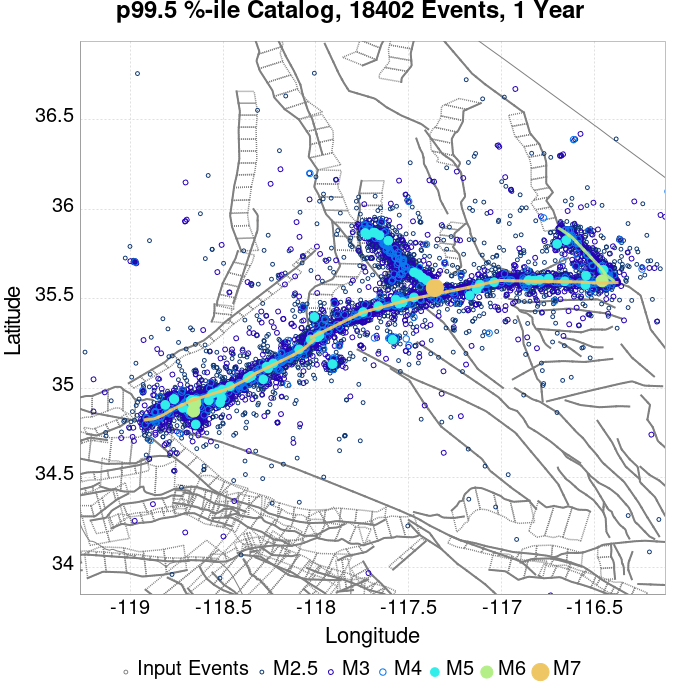 p99.5 %-ile Catalog, 18402 Events, 1 Year
36.5
36
35.5
35
34.5
34
Latitude
-119
-118.5
-118
-117.5
-117
-116.5
Longitude
Input Events
M2.5
M3
M4
M5
M6
M7